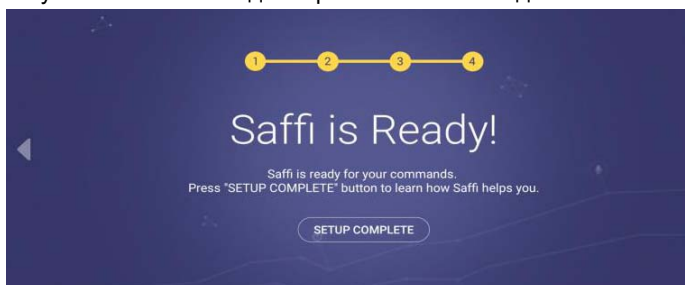 1 2 3 4
Saffi is Ready!
Saffi is ready for your commands.
Press "SETUP COMPLETE" button to learn how Saffi helps you.
SETUP COMPLETE